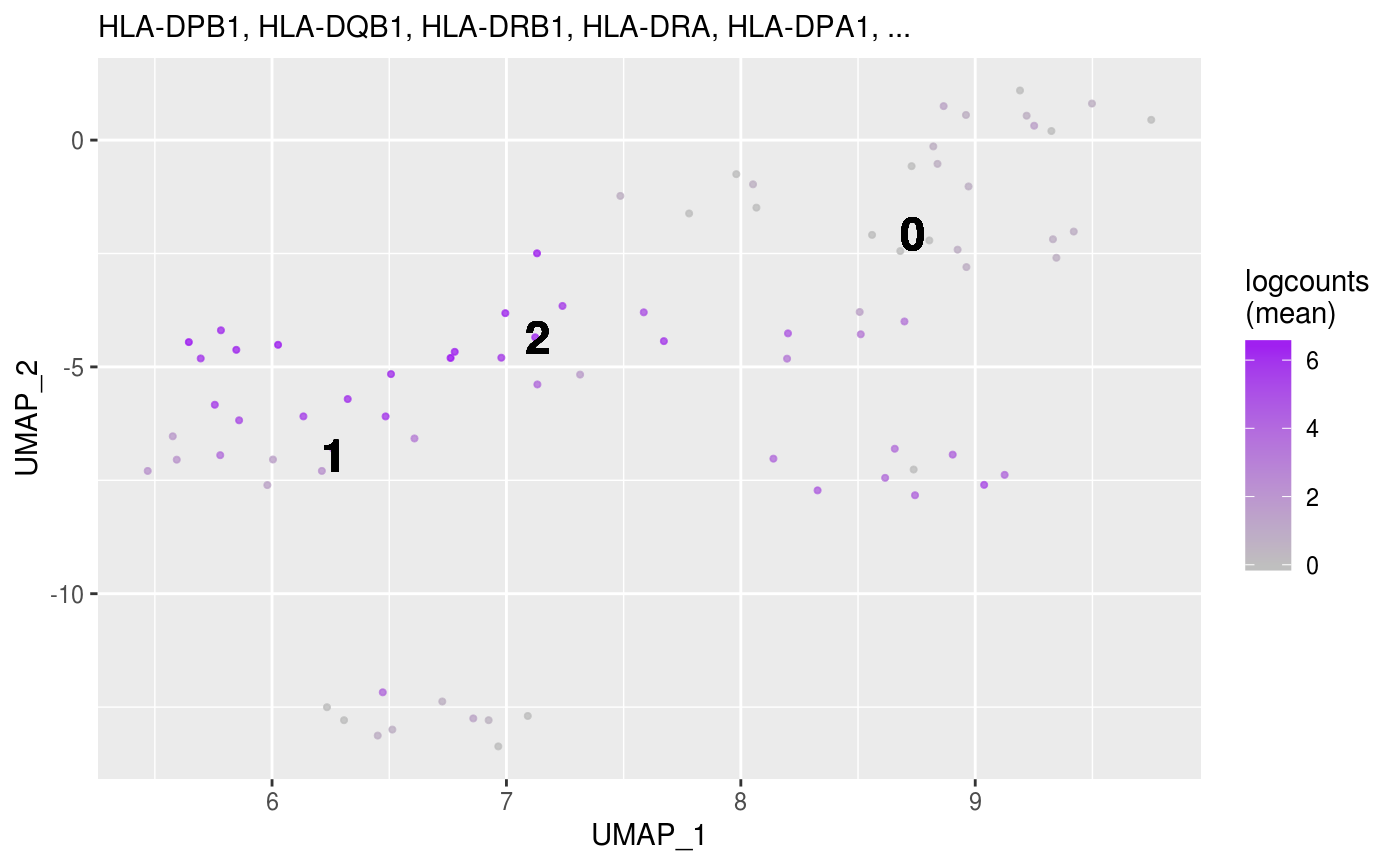 HLA-DPB1, HLA-DQB1, HLA-DRB1, HLA-DRA, HLA-DPA1, ...
0
-5
-10
UMAP_2
0
2
1
6
7
8
9
UMAP_1
logcounts
(mean)
6
4
2
0